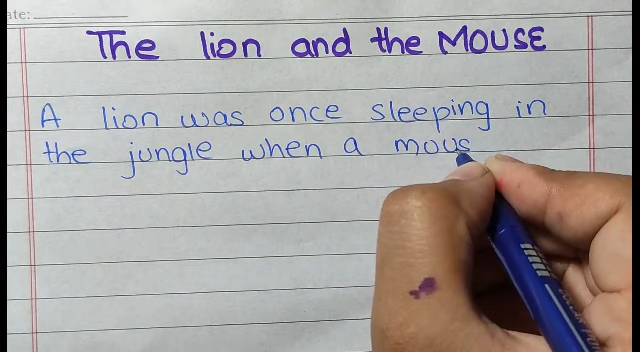 ate:
The lion and the MOUSE
A lion was once sleeping in
the jungle when a mous